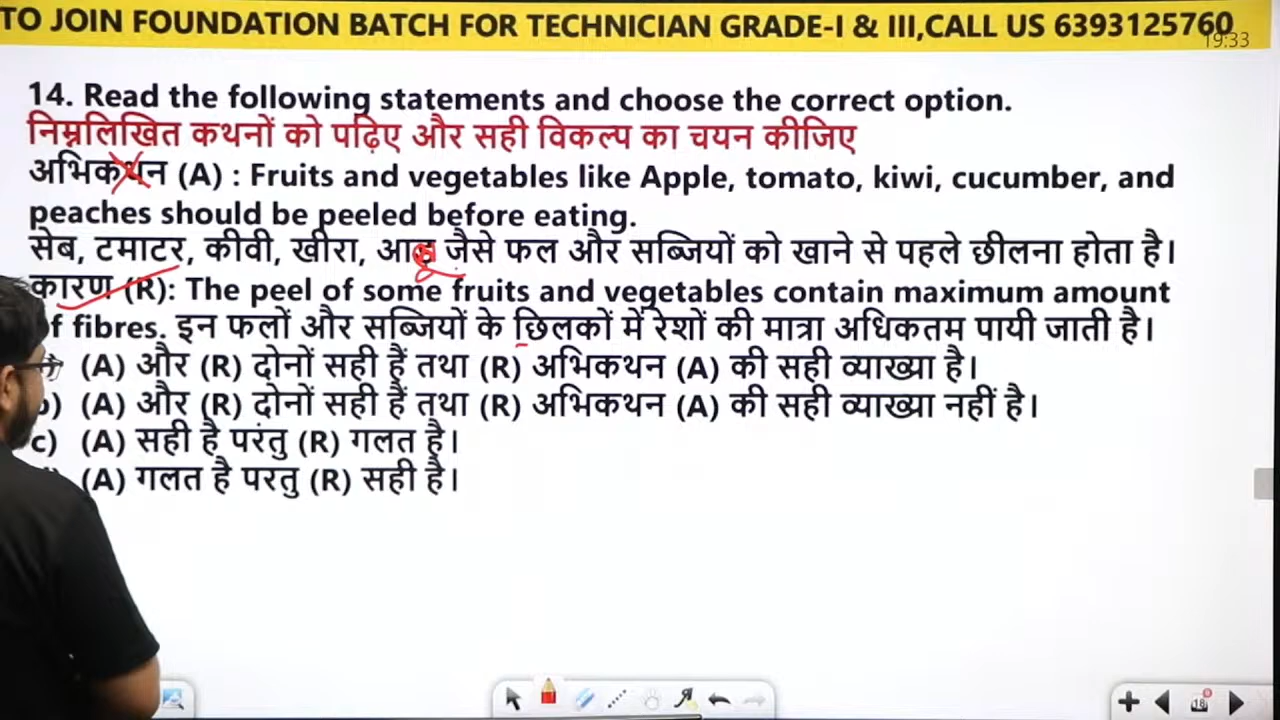 TO JOIN FOUNDATION BATCH FOR TECHNICIAN GRADE-I & III,CALL US 6393125760
19:33
14. Read the following statements and choose the correct option.
निम्नलिखित कथनों को पढ़िए और सही विकल्प का चयन कीजिए
अभिकथन (A) : Fruits and vegetables like Apple, tomato, kiwi, cucumber, and
peaches should be peeled before eating.
सेब, टमाटर, कीवी, खीरा, जैसे फल और सब्जियों को खाने से पहले छीलना होता है।
कारण (R): The peel of some fruits and vegetables contain maximum amount
of fibres. इन फलों और सब्जियों के छिलकों में रेशों की मात्रा अधिकतम पायी जाती है।
(A) और (R) दोनों सही हैं तथा (R) अभिकथन (A) की सही व्याख्या है।
b) (A) और (R) दोनों सही हैं तथा (R) अभिकथन (A) की सही व्याख्या नहीं है।
c) (A) सही है परंतु (R) गलत है।
(A) गलत है परतु (R) सही है।
18